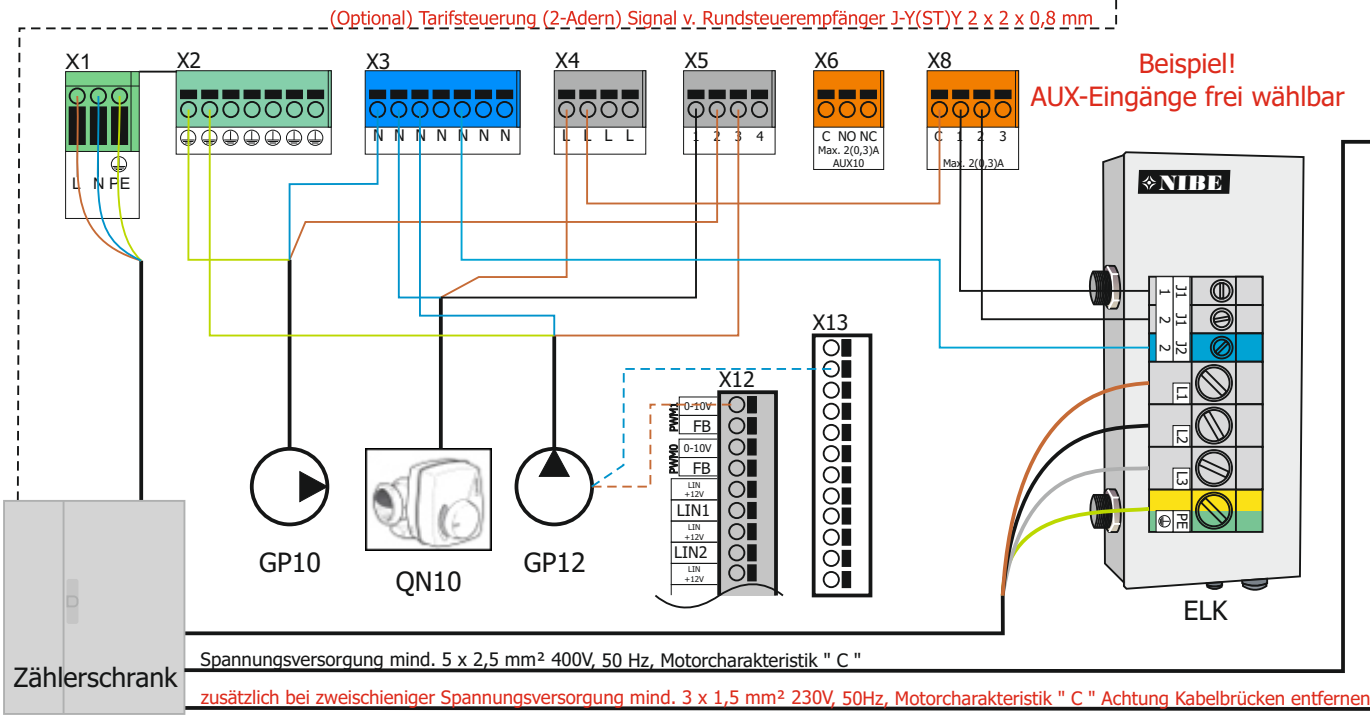 (Optional) Tarifsteuerung (2-Adern) Signal v. Rundsteuerempfänger J-Y(ST)Y 2 x 2 x 0,8 mm
X1
X2
X3
X4
X5
X6
X8
Beispiel!
AUX-Eingänge frei wählbar
L N PE
N N N N N N N
L L L L
1 2 3 4
C NO NC
Max. 2(0,3)A
AUX10
C 1 2 3
Max. 2(0,3)A
NIBE
J1 1
J1 2
J2 2
L1
L2
L3
PE
ELK
X13
X12
PWM1
0-10V
FB
PWM0
0-10V
FB
LIN
+12V
LIN1
LIN
+12V
LIN2
LIN
+12V
GP10
QN10
GP12
Zählerschrank
Spannungsversorgung mind. 5 x 2,5 mm² 400V, 50 Hz, Motorcharakteristik " C "
zusätzlich bei zweischieniger Spannungsversorgung mind. 3 x 1,5 mm² 230V, 50Hz, Motorcharakteristik " C " Achtung Kabelbrücken entfernen